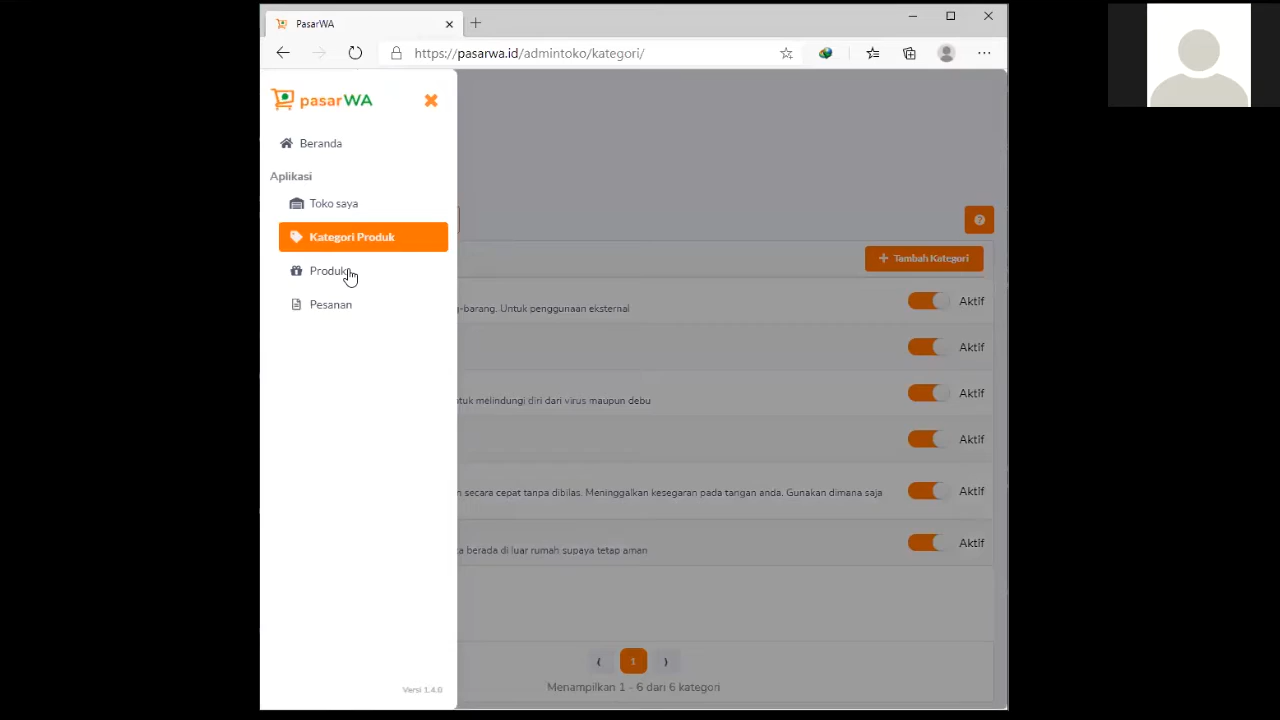 PasarWA
https://pasarwa.id/admintoko/kategori/
pasarWA
Beranda
Aplikasi
Toko saya
Kategori Produk
Produk
Pesanan
Tambah Kategori
g-barang. Untuk penggunaan eksternal
Aktif
Aktif
tuk melindungi diri dari virus maupun debu
Aktif
Aktif
n secara cepat tanpa dibilas. Meninggalkan kesegaran pada tangan anda. Gunakan dimana saja
Aktif
a berada di luar rumah supaya tetap aman
Aktif
1
Menampilkan 1 - 6 dari 6 kategori
Versi 1.4.0